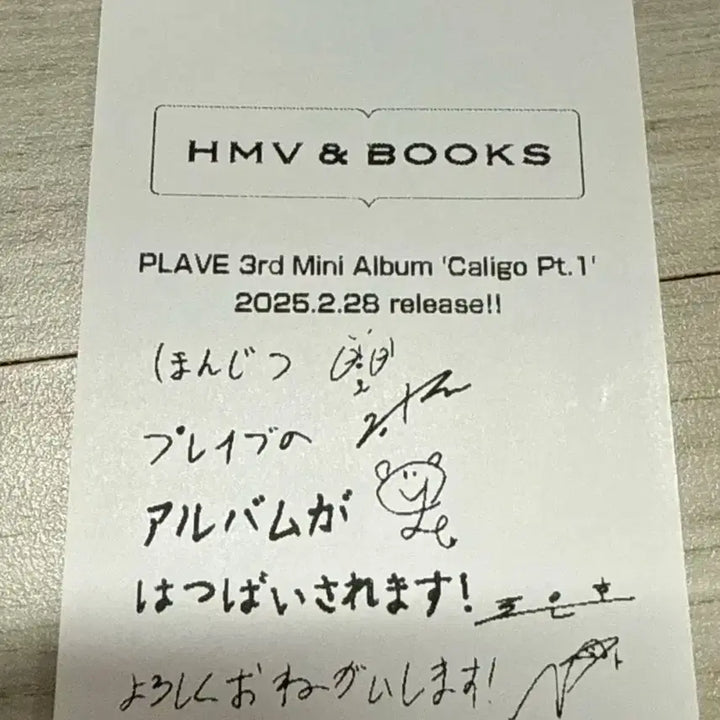 HMV & BOOKS
PLAVE 3rd Mini Album 'Caligo Pt.1'
2025.2.28 release!!
ほんじつ
プレイブの
アルバムが
はつばいされます!
よろしくおねがいします!